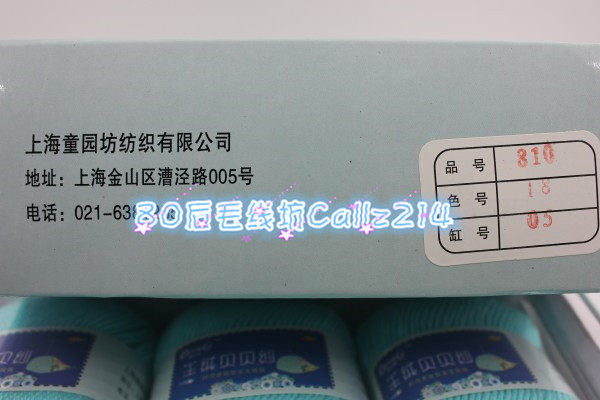 上海童园坊纺织有限公司
地址：上海金山区漕泾路005号
电话：021-63
80后毛线坑Callz214
品 号 810
色 号 18
缸 号 05